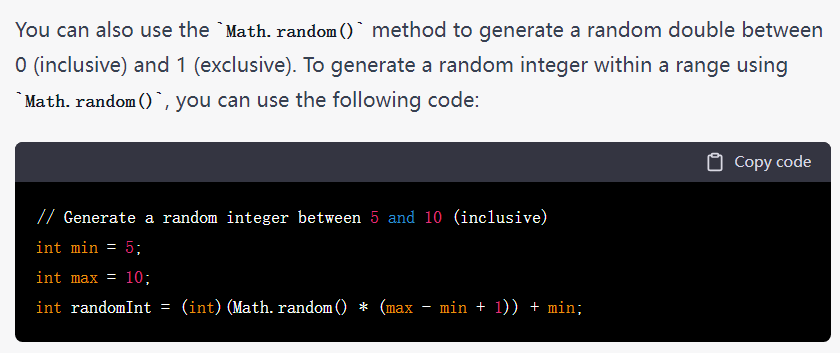 You can also use the `Math.random()` method to generate a random double between
0 (inclusive) and 1 (exclusive). To generate a random integer within a range using
`Math.random()`, you can use the following code:
Copy code
// Generate a random integer between 5 and 10 (inclusive)
int min = 5;
int max = 10;
int randomInt = (int)(Math.random() * (max - min + 1)) + min;